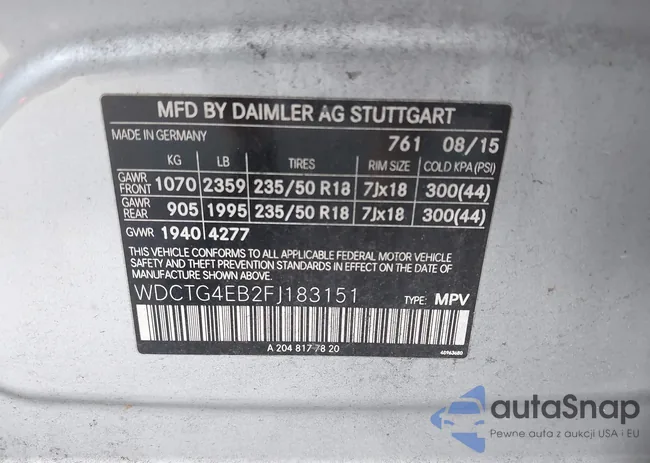 MFD BY DAIMLER AG STUTTGART
MADE IN GERMANY 761 08/15
KG LB TIRES RIM SIZE COLD KPA (PSI)
GAWR FRONT 1070 2359 235/50 R18 7Jx18 300(44)
GAWR REAR 905 1995 235/50 R18 7Jx18 300(44)
GVWR 1940 4277
THIS VEHICLE CONFORMS TO ALL APPLICABLE FEDERAL MOTOR VEHICLE
SAFETY AND THEFT PREVENTION STANDARDS IN EFFECT ON THE DATE
OF MANUFACTURE SHOWN ABOVE.
WDCTG4EB2FJ183151 TYPE: MPV
A 204 817 78 20
autaSnap
Pewne auta z aukcji USA i EU